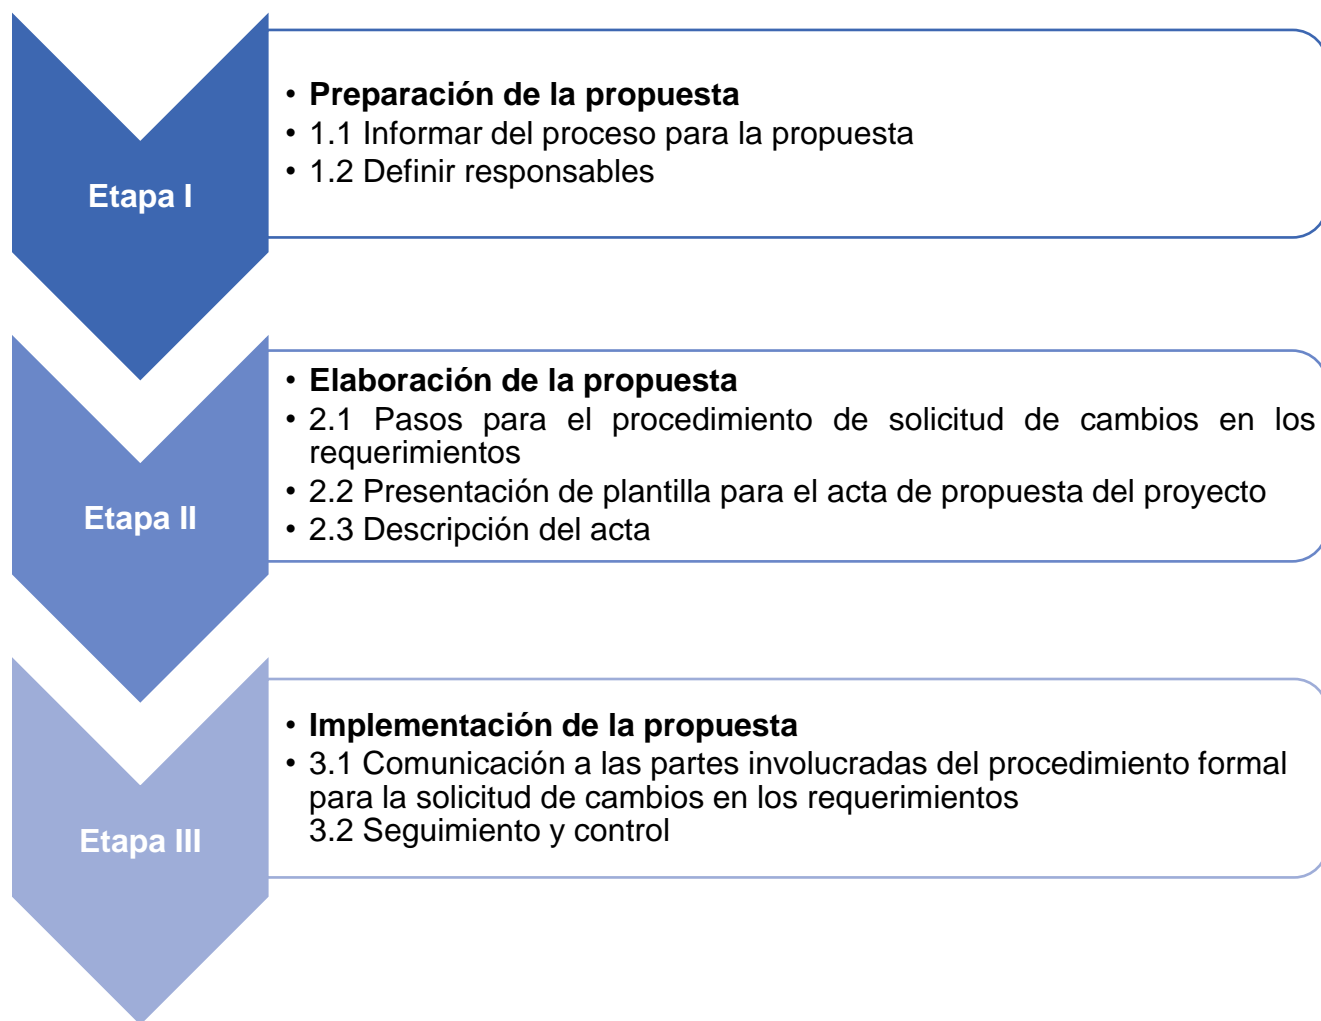 Etapa I
• Preparación de la propuesta
• 1.1 Informar del proceso para la propuesta
• 1.2 Definir responsables
Etapa II
• Elaboración de la propuesta
• 2.1 Pasos para el procedimiento de solicitud de cambios en los
requerimientos
• 2.2 Presentación de plantilla para el acta de propuesta del proyecto
• 2.3 Descripción del acta
Etapa III
• Implementación de la propuesta
• 3.1 Comunicación a las partes involucradas del procedimiento formal
para la solicitud de cambios en los requerimientos
3.2 Seguimiento y control